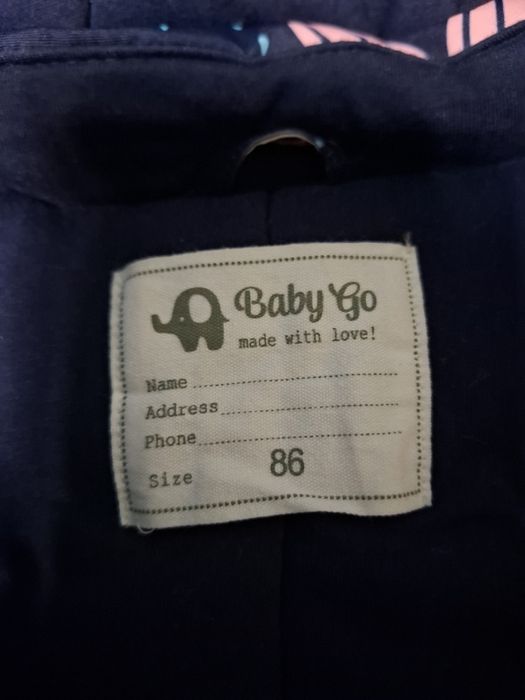 Baby Go
made with love!
Name
Address
Phone
Size 86